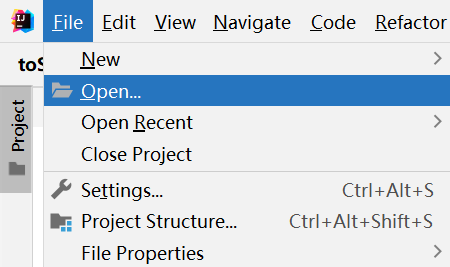 File Edit View Navigate Code Refactor
New
Open...
Open Recent
Close Project
Settings... Ctrl+Alt+S
Project Structure... Ctrl+Alt+Shift+S
File Properties
toS
Project
IJ